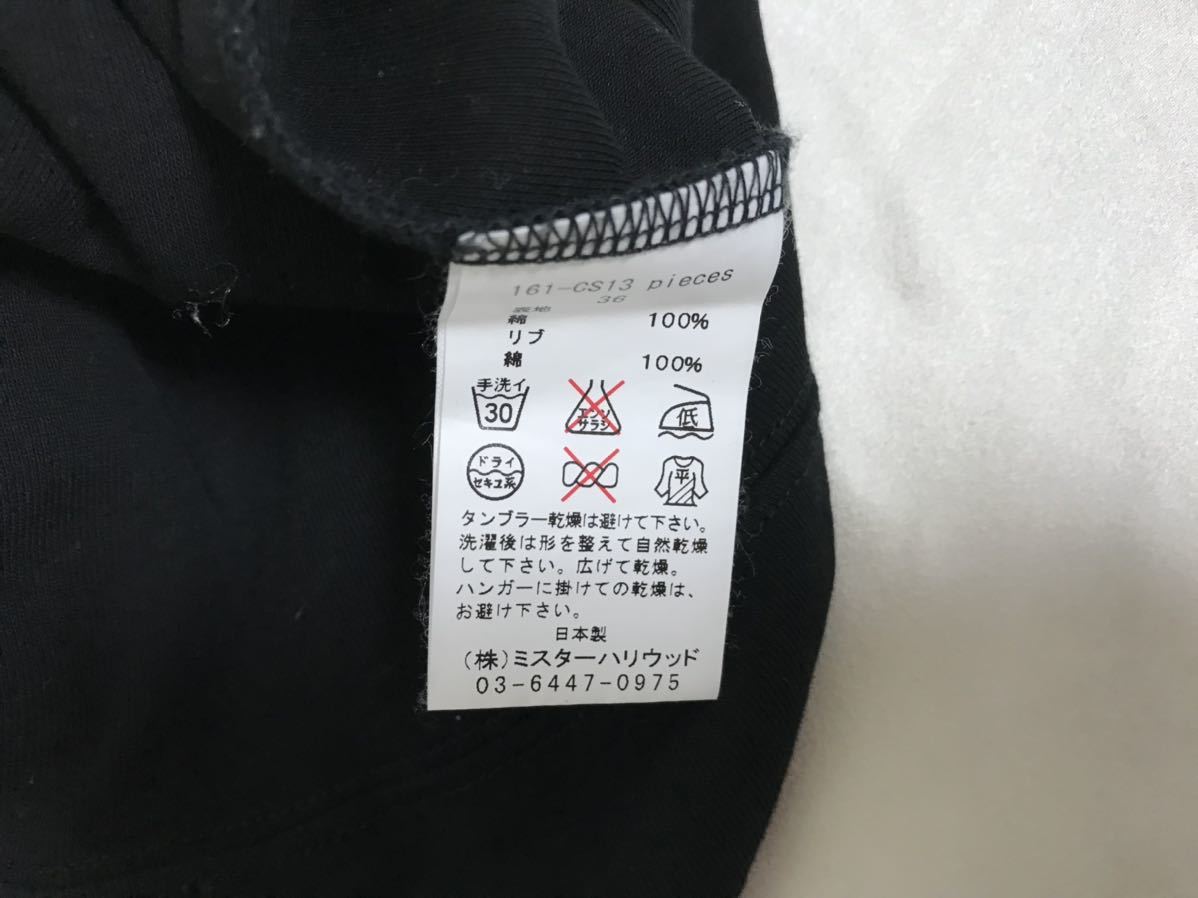 161-CS13 pieces
36
表地
綿 100%
リブ
綿 100%
手洗イ
30
エンソ
サラシ
低
ドライ
セキユ系
平
タンブラー乾燥は避けて下さい。
洗濯後は形を整えて自然乾燥
して下さい。広げて乾燥。
ハンガーに掛けての乾燥は、
お避け下さい。
日本製
(株)ミスターハリウッド
03-6447-0975